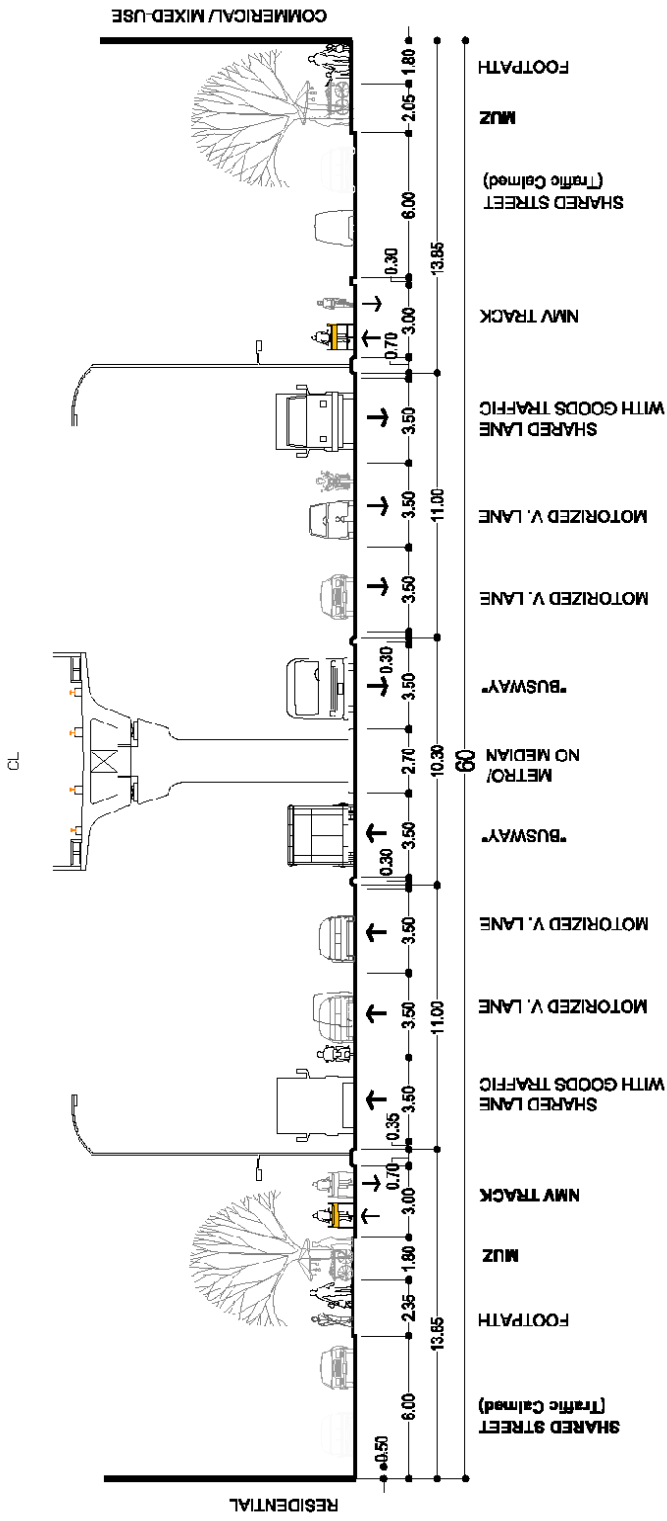 COMMERICAL/ MIXED-USE
1.80
FOOTPATH
2.05
MUZ
6.00
SHARED STREET
(Traffic Calmed)
13.85
0.30
3.00
NMV TRACK
0.70
3.50
SHARED LANE
WITH GOODS TRAFFIC
3.50
11.00
MOTORIZED V. LANE
3.50
MOTORIZED V. LANE
0.30
3.50
"BUSWAY"
CL
2.70
10.30
60
METRO/
NO MEDIAN
3.50
"BUSWAY"
0.30
3.50
MOTORIZED V. LANE
3.50
11.00
MOTORIZED V. LANE
3.50
SHARED LANE
WITH GOODS TRAFFIC
0.35
0.70
3.00
NMV TRACK
1.80
MUZ
2.35
FOOTPATH
13.85
6.00
SHARED STREET
(Traffic Calmed)
0.50
RESIDENTIAL